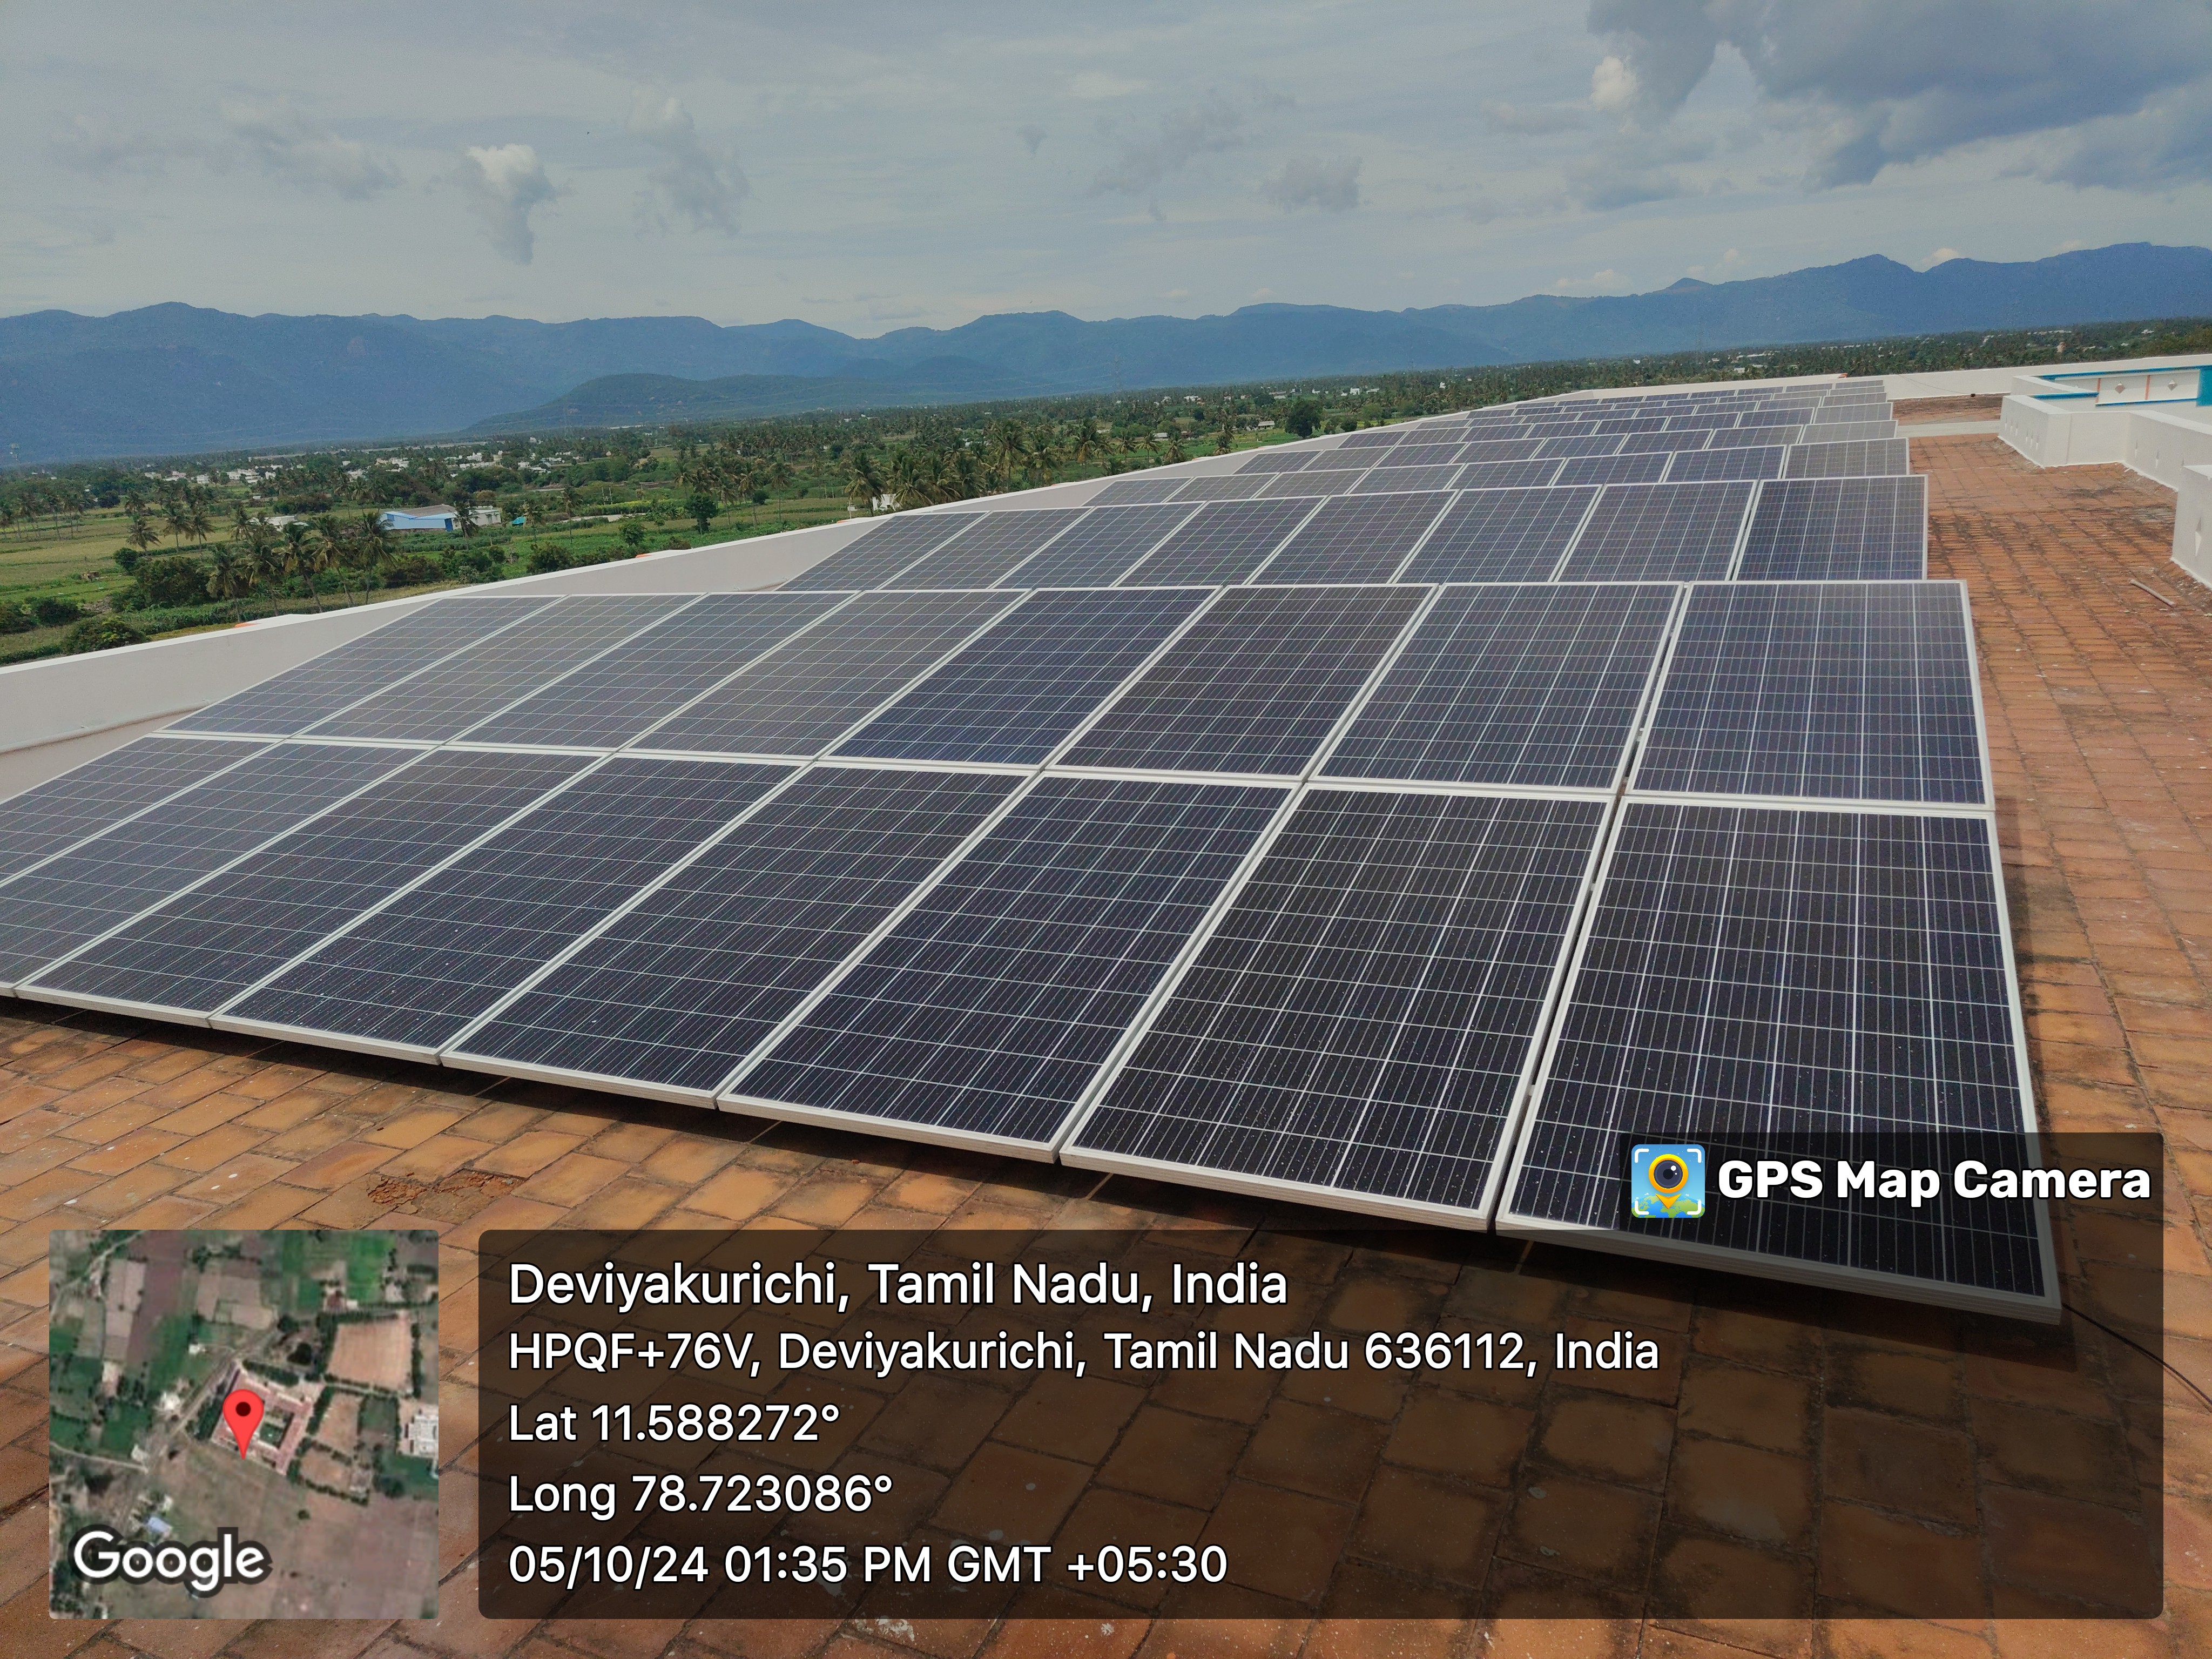 GPS Map Camera
Deviyakurichi, Tamil Nadu, India
HPQF+76V, Deviyakurichi, Tamil Nadu 636112, India
Lat 11.588272°
Long 78.723086°
05/10/24 01:35 PM GMT +05:30
Google